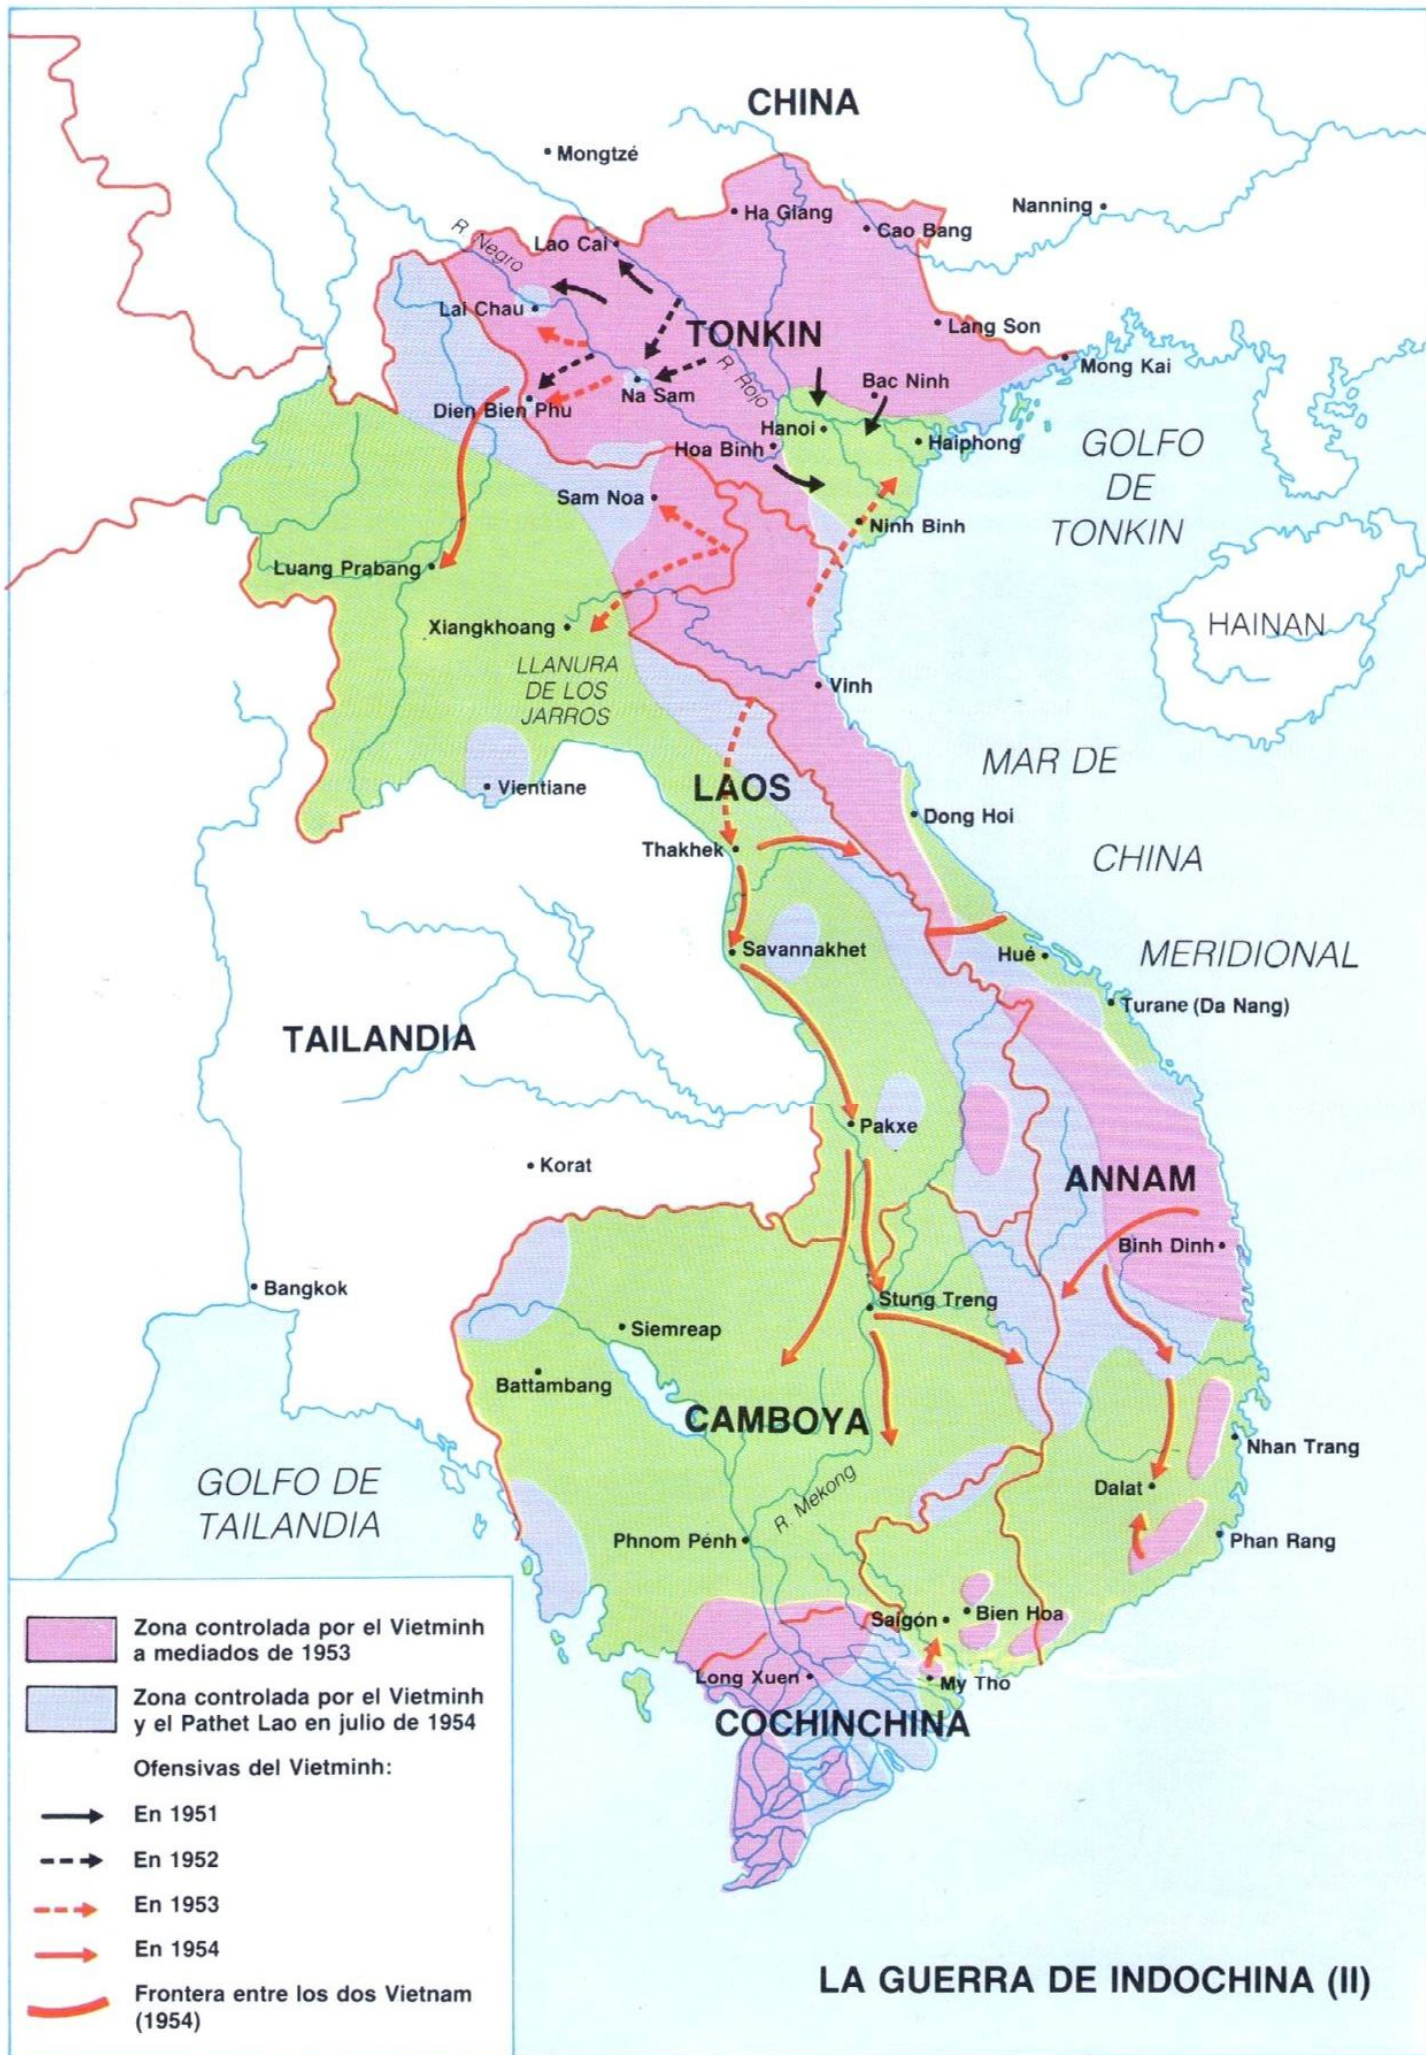 CHINA
Mongtzé
Nanning
Ha Giang
Cao Bang
R. Negro
Lao Cai
Lai Chau
TONKIN
Lang Son
Mong Kai
R. Rojo
Bac Ninh
Na Sam
Dien Bien Phu
Hanoi
Haiphong
Hoa Binh
GOLFO
DE
TONKIN
Sam Noa
Ninh Binh
Luang Prabang
Xiangkhoang
HAINAN
LLANURA
DE LOS
JARROS
Vinh
MAR DE
Vientiane
LAOS
Dong Hoi
Thakhek
CHINA
Savannakhet
Hué
MERIDIONAL
Turane (Da Nang)
TAILANDIA
Pakxe
Korat
ANNAM
Binh Dinh
Bangkok
Stung Treng
Siemreap
Battambang
CAMBOYA
Nhan Trang
GOLFO DE
TAILANDIA
Dalat
R. Mekong
Phnom Pénh
Phan Rang
Saigón
Bien Hoa
Long Xuen
My Tho
COCHINCHINA
Zona controlada por el Vietminh
a mediados de 1953
Zona controlada por el Vietminh
y el Pathet Lao en julio de 1954
Ofensivas del Vietminh:
En 1951
En 1952
En 1953
En 1954
Frontera entre los dos Vietnam
(1954)
LA GUERRA DE INDOCHINA (II)